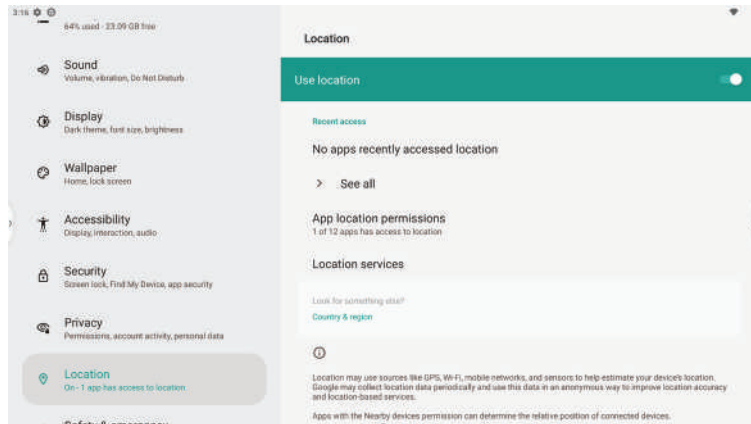 3:16
64% used - 23.09 GB free
Sound
Volume, vibration, Do Not Disturb
Display
Dark theme, font size, brightness
Wallpaper
Home, lock screen
Accessibility
Display, interaction, audio
Security
Screen lock, Find My Device, app security
Privacy
Permissions, account activity, personal data
Location
On - 1 app has access to location
Safety & emergency
Location
Use location
Recent access
No apps recently accessed location
See all
App location permissions
1 of 12 apps has access to location
Location services
Look for something else?
Country & region
Location may use sources like GPS, Wi-Fi, mobile networks, and sensors to help estimate your device's location.
Google may collect location data periodically and use this data in an anonymous way to improve location accuracy
and location-based services.
Apps with the Nearby devices permission can determine the relative position of connected devices.